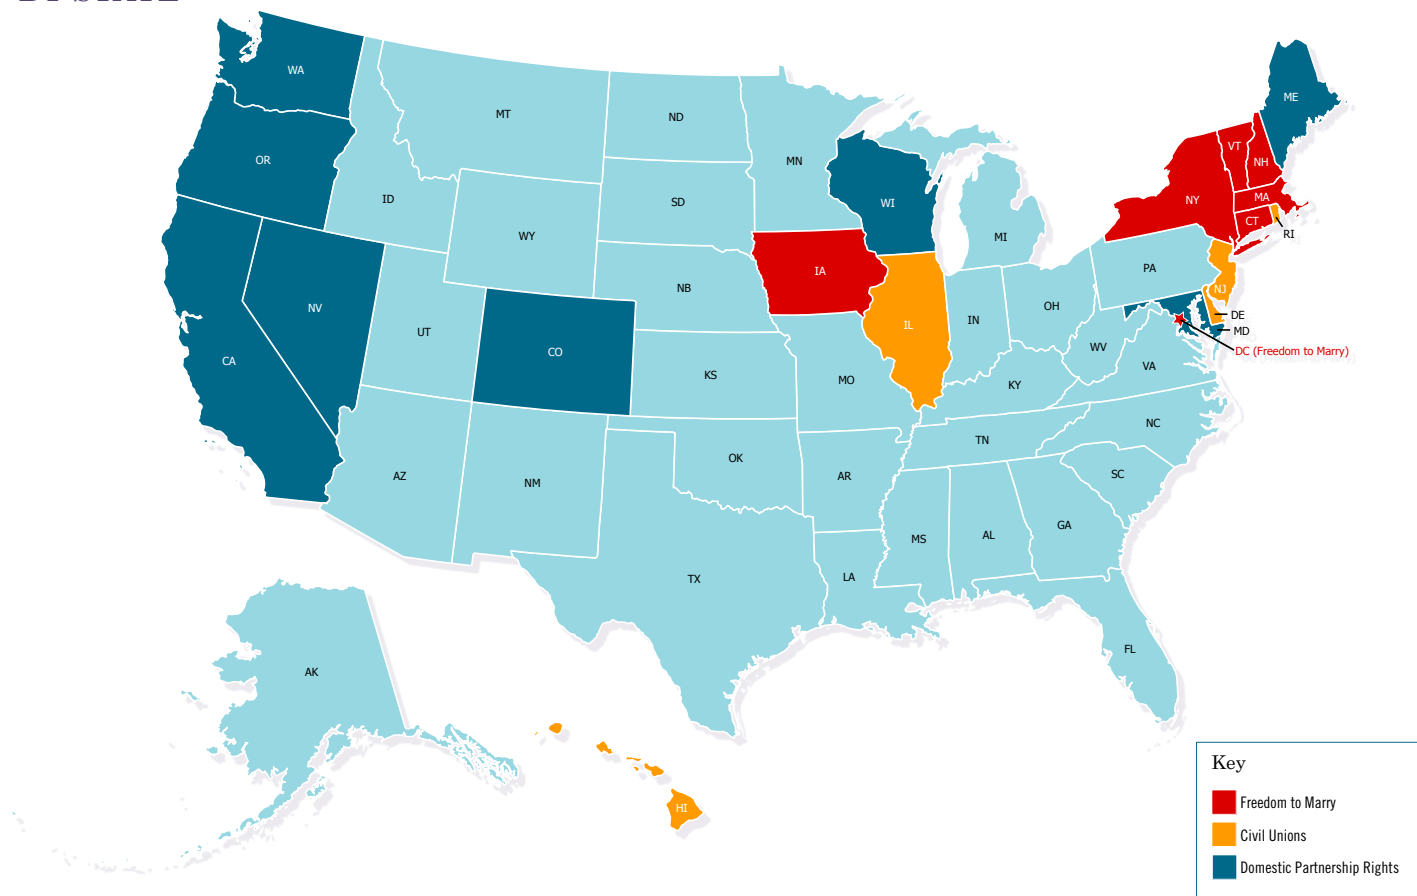 WA
MT
ND
ME
OR
MN
VT
NH
ID
SD
WI
NY
MA
CT
RI
WY
MI
IA
PA
NV
NB
NJ
UT
OH
IN
IL
DE
MD
CO
WV
DC (Freedom to Marry)
CA
KS
MO
KY
VA
NC
TN
OK
AZ
NM
AR
SC
GA
MS
AL
TX
LA
FL
AK
HI
Key
Freedom to Marry
Civil Unions
Domestic Partnership Rights